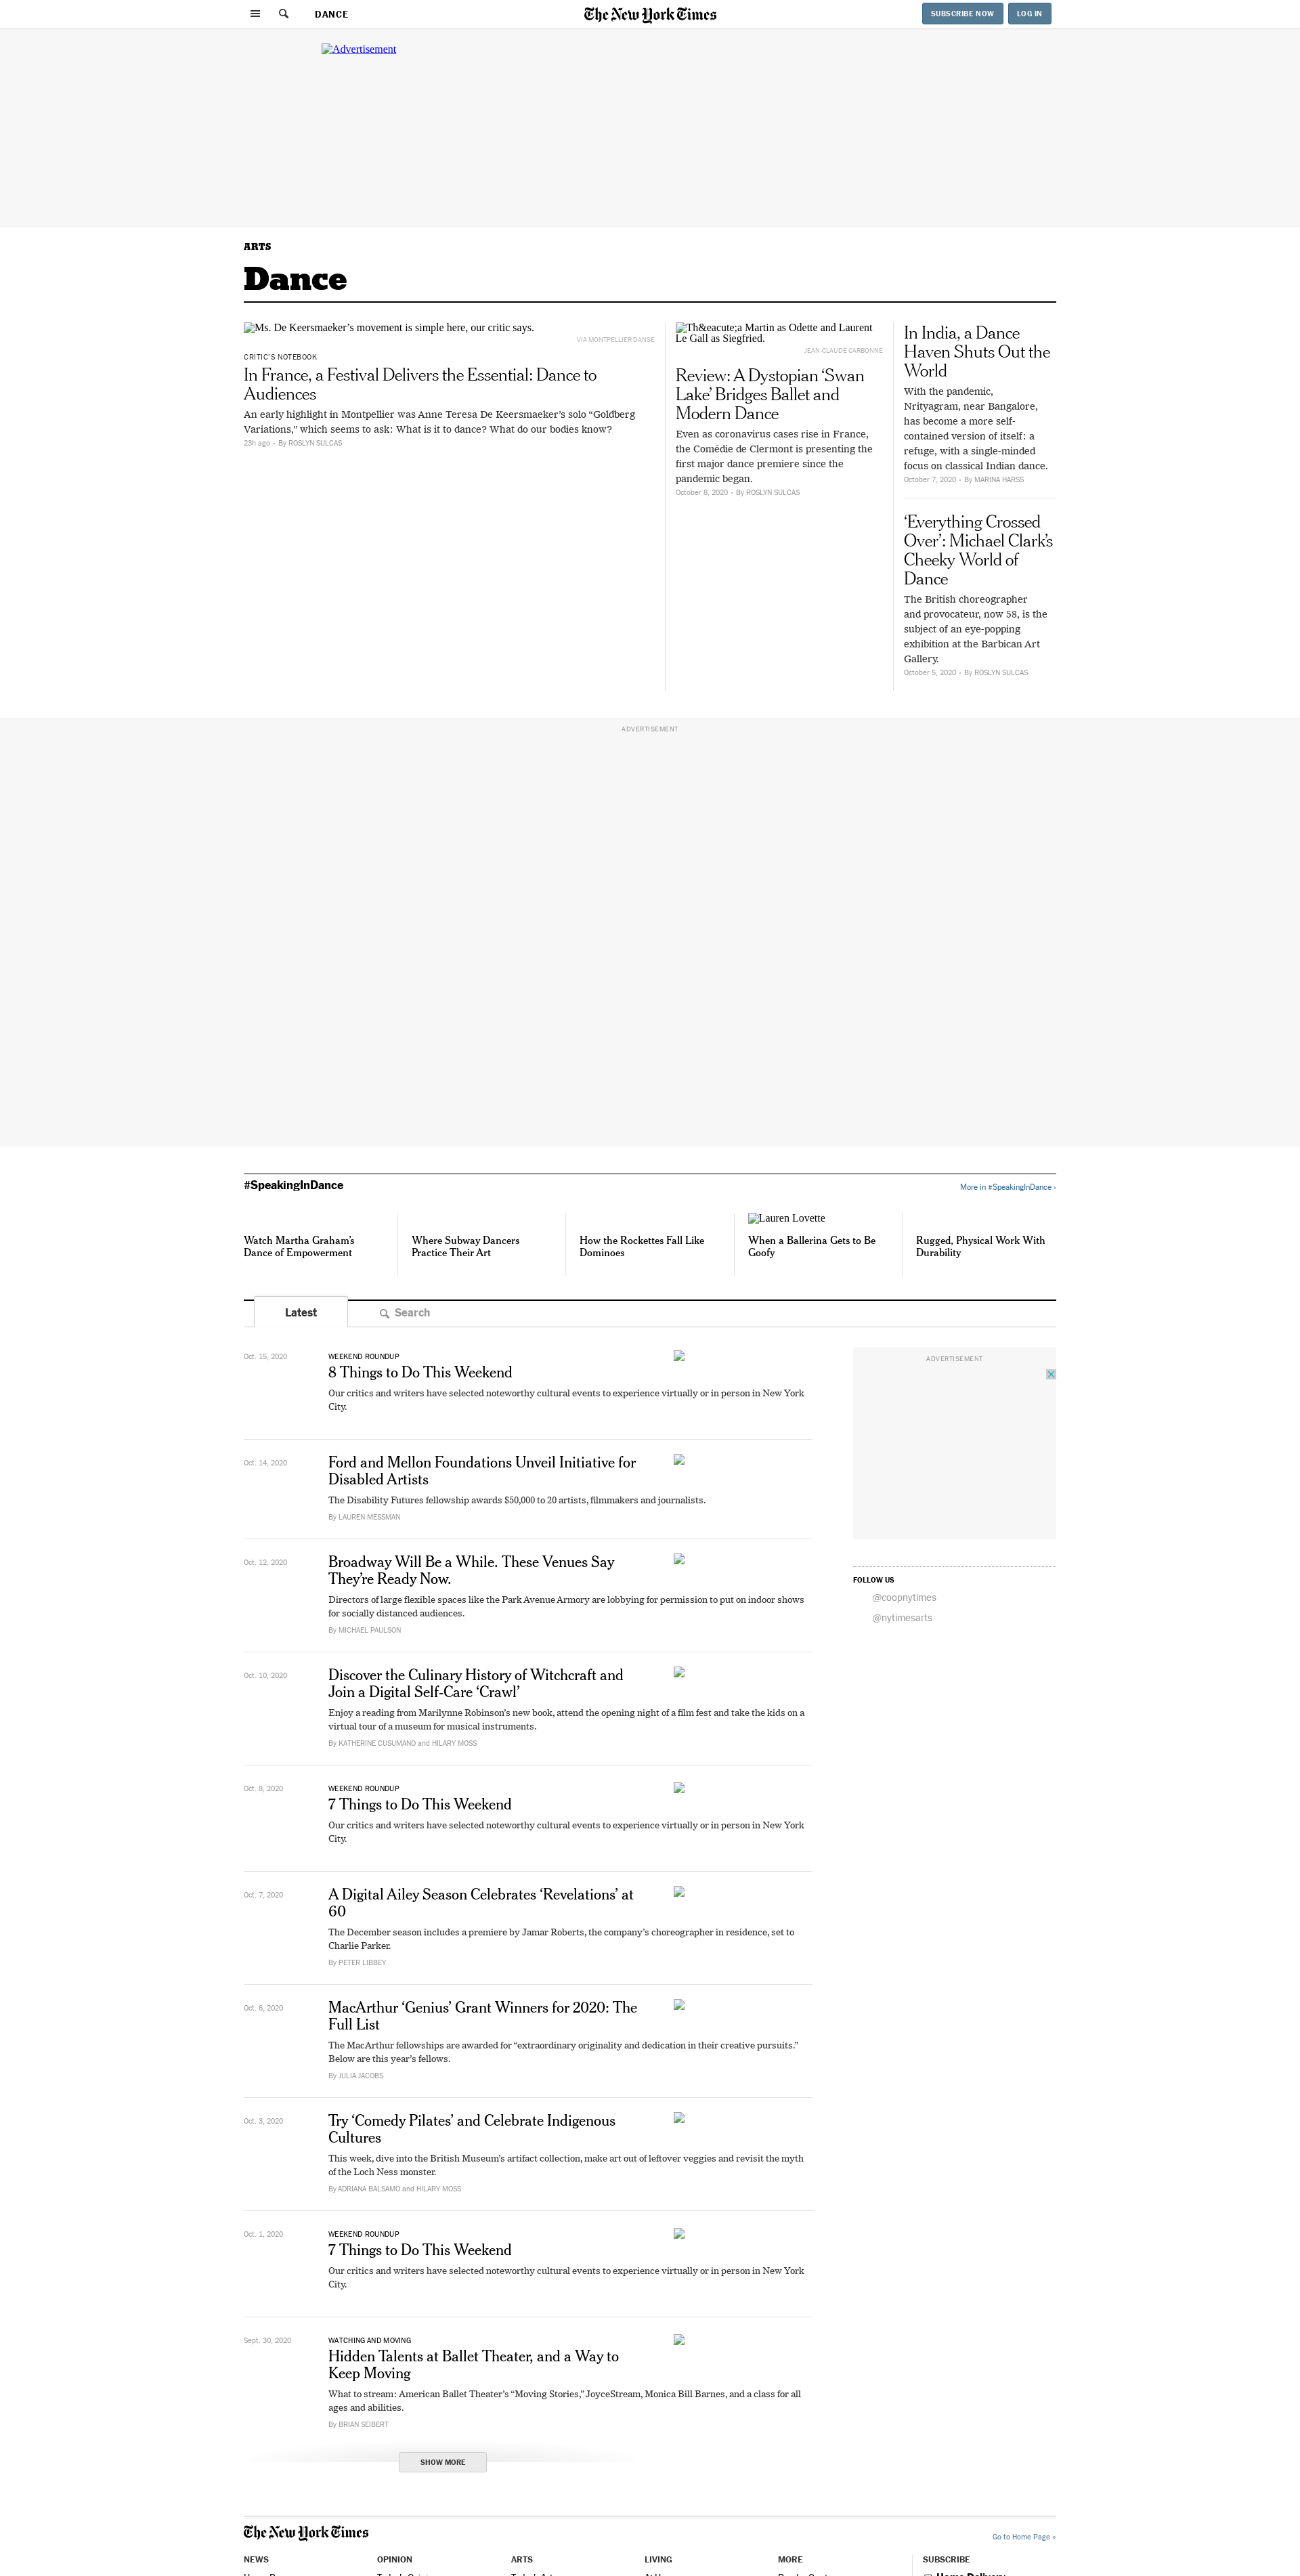 DANCE
The New York Times
SUBSCRIBE NOW
LOG IN
Advertisement
ARTS
Dance
Ms. De Keersmaeker’s movement is simple here, our critic says.
VIA MONTPELLIER DANSE
CRITIC’S NOTEBOOK
In France, a Festival Delivers the Essential: Dance to
Audiences
An early highlight in Montpellier was Anne Teresa De Keersmaeker’s solo “Goldberg
Variations,” which seems to ask: What is it to dance? What do our bodies know?
23h ago • By ROSLYN SULCAS
Th&eacute;a Martin as Odette and Laurent
Le Gall as Siegfried.
JEAN-CLAUDE CARBONNE
Review: A Dystopian ‘Swan
Lake’ Bridges Ballet and
Modern Dance
Even as coronavirus cases rise in France,
the Comédie de Clermont is presenting the
first major dance premiere since the
pandemic began.
October 8, 2020 • By ROSLYN SULCAS
In India, a Dance
Haven Shuts Out the
World
With the pandemic,
Nrityagram, near Bangalore,
has become a more self-
contained version of itself: a
refuge, with a single-minded
focus on classical Indian dance.
October 7, 2020 • By MARINA HARSS
‘Everything Crossed
Over’: Michael Clark’s
Cheeky World of
Dance
The British choreographer
and provocateur, now 58, is the
subject of an eye-popping
exhibition at the Barbican Art
Gallery.
October 5, 2020 • By ROSLYN SULCAS
ADVERTISEMENT
#SpeakingInDance
More in #SpeakingInDance ›
Watch Martha Graham’s
Dance of Empowerment
Where Subway Dancers
Practice Their Art
How the Rockettes Fall Like
Dominoes
Lauren Lovette
When a Ballerina Gets to Be
Goofy
Rugged, Physical Work With
Durability
Latest
Search
Oct. 15, 2020
WEEKEND ROUNDUP
8 Things to Do This Weekend
Our critics and writers have selected noteworthy cultural events to experience virtually or in person in New York
City.
Oct. 14, 2020
Ford and Mellon Foundations Unveil Initiative for
Disabled Artists
The Disability Futures fellowship awards $50,000 to 20 artists, filmmakers and journalists.
By LAUREN MESSMAN
Oct. 12, 2020
Broadway Will Be a While. These Venues Say
They’re Ready Now.
Directors of large flexible spaces like the Park Avenue Armory are lobbying for permission to put on indoor shows
for socially distanced audiences.
By MICHAEL PAULSON
Oct. 10, 2020
Discover the Culinary History of Witchcraft and
Join a Digital Self-Care ‘Crawl’
Enjoy a reading from Marilynne Robinson’s new book, attend the opening night of a film fest and take the kids on a
virtual tour of a museum for musical instruments.
By KATHERINE CUSUMANO and HILARY MOSS
Oct. 8, 2020
WEEKEND ROUNDUP
7 Things to Do This Weekend
Our critics and writers have selected noteworthy cultural events to experience virtually or in person in New York
City.
Oct. 7, 2020
A Digital Ailey Season Celebrates ‘Revelations’ at
60
The December season includes a premiere by Jamar Roberts, the company’s choreographer in residence, set to
Charlie Parker.
By PETER LIBBEY
Oct. 6, 2020
MacArthur ‘Genius’ Grant Winners for 2020: The
Full List
The MacArthur fellowships are awarded for “extraordinary originality and dedication in their creative pursuits.”
Below are this year’s fellows.
By JULIA JACOBS
Oct. 3, 2020
Try ‘Comedy Pilates’ and Celebrate Indigenous
Cultures
This week, dive into the British Museum’s artifact collection, make art out of leftover veggies and revisit the myth
of the Loch Ness monster.
By ADRIANA BALSAMO and HILARY MOSS
Oct. 1, 2020
WEEKEND ROUNDUP
7 Things to Do This Weekend
Our critics and writers have selected noteworthy cultural events to experience virtually or in person in New York
City.
Sept. 30, 2020
WATCHING AND MOVING
Hidden Talents at Ballet Theater, and a Way to
Keep Moving
What to stream: American Ballet Theater’s “Moving Stories,” JoyceStream, Monica Bill Barnes, and a class for all
ages and abilities.
By BRIAN SEIBERT
SHOW MORE
ADVERTISEMENT
FOLLOW US
@coopnytimes
@nytimesarts
The New York Times
Go to Home Page »
NEWS
OPINION
ARTS
LIVING
MORE
SUBSCRIBE